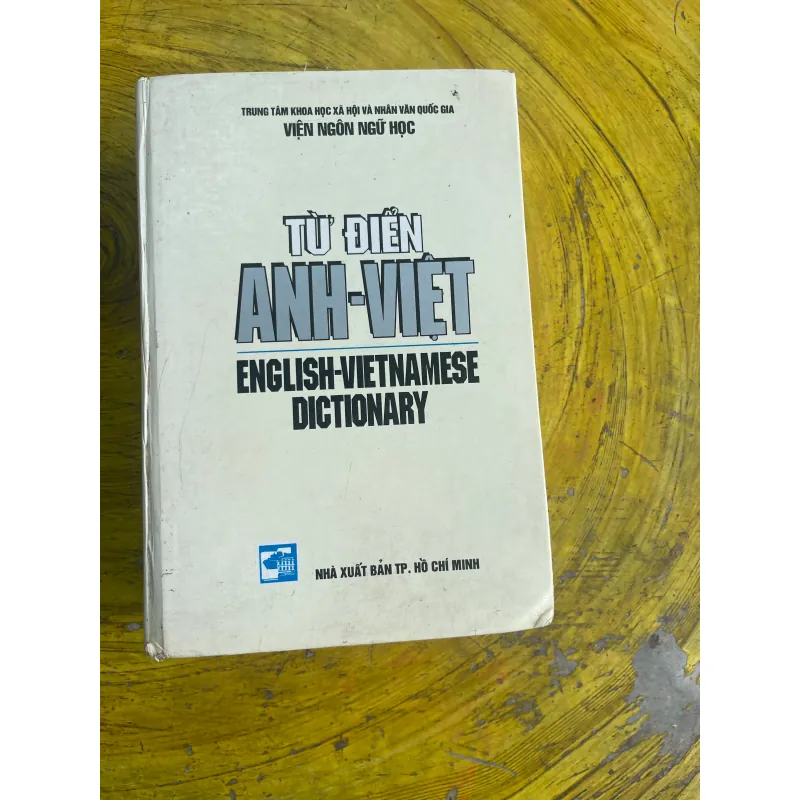 TRUNG TÂM KHOA HỌC XÃ HỘI VÀ NHÂN VĂN QUỐC GIA
VIỆN NGÔN NGỮ HỌC
TỪ ĐIỂN
ANH-VIỆT
ENGLISH-VIETNAMESE
DICTIONARY
NHÀ XUẤT BẢN TP. HỒ CHÍ MINH